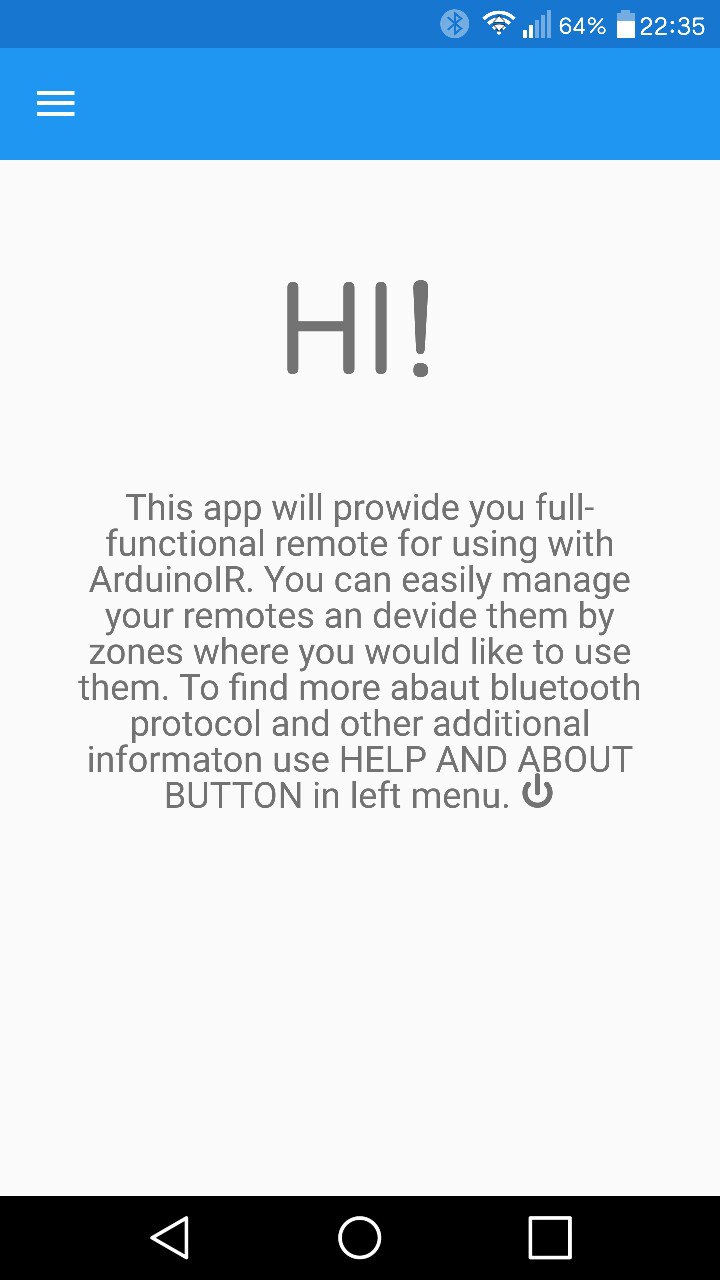 64% 22:35
HI!
This app will prowide you full-
functional remote for using with
ArduinoIR. You can easily manage
your remotes an devide them by
zones where you would like to use
them. To find more abaut bluetooth
protocol and other additional
informaton use HELP AND ABOUT
BUTTON in left menu.